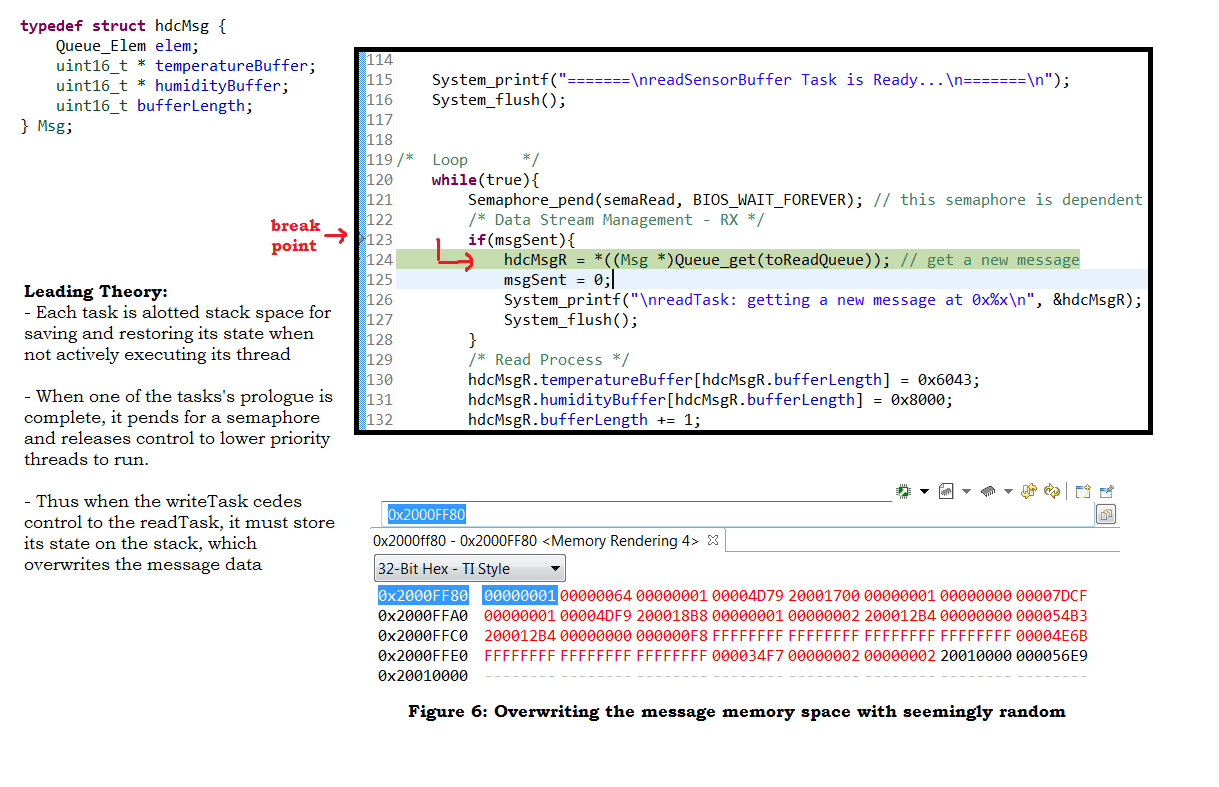 typedef struct hdcMsg {
Queue_Elem elem;
uint16_t * temperatureBuffer;
uint16_t * humidityBuffer;
uint16_t bufferLength;
} Msg;
114
115 System_printf("=======\nreadSensorBuffer Task is Ready...\n=======\n");
116 System_flush();
117
118
119 /* Loop */
120 while(true){
121 Semaphore_pend(semaRead, BIOS_WAIT_FOREVER); // this semaphore is dependent
122 /* Data Stream Management - RX */
123 if(msgSent){
124 hdcMsgR = *((Msg *)Queue_get(toReadQueue)); // get a new message
125 msgSent = 0;
126 System_printf("\nreadTask: getting a new message at 0x%x\n", &hdcMsgR);
127 System_flush();
128 }
129 /* Read Process */
130 hdcMsgR.temperatureBuffer[hdcMsgR.bufferLength] = 0x6043;
131 hdcMsgR.humidityBuffer[hdcMsgR.bufferLength] = 0x8000;
132 hdcMsgR.bufferLength += 1;
break
point
Leading Theory:
- Each task is alotted stack space for
saving and restoring its state when
not actively executing its thread
- When one of the tasks's prologue is
complete, it pends for a semaphore
and releases control to lower priority
threads to run.
- Thus when the writeTask cedes
control to the readTask, it must store
its state on the stack, which
overwrites the message data
0x2000FF80
0x2000ff80 - 0x2000FF80 <Memory Rendering 4>
32-Bit Hex - TI Style
0x2000FF80 00000001 00000064 00000001 00004D79 20001700 00000001 00000000 00007DCF
0x2000FFA0 00000001 00004DF9 200018B8 00000001 00000002 200012B4 00000000 000054B3
0x2000FFC0 200012B4 00000000 000000F8 FFFFFFFF FFFFFFFF FFFFFFFF FFFFFFFF 00004E6B
0x2000FFE0 FFFFFFFF FFFFFFFF FFFFFFFF 000034F7 00000002 00000002 20010000 000056E9
0x20010000 -------- -------- -------- -------- -------- -------- -------- --------
Figure 6: Overwriting the message memory space with seemingly random